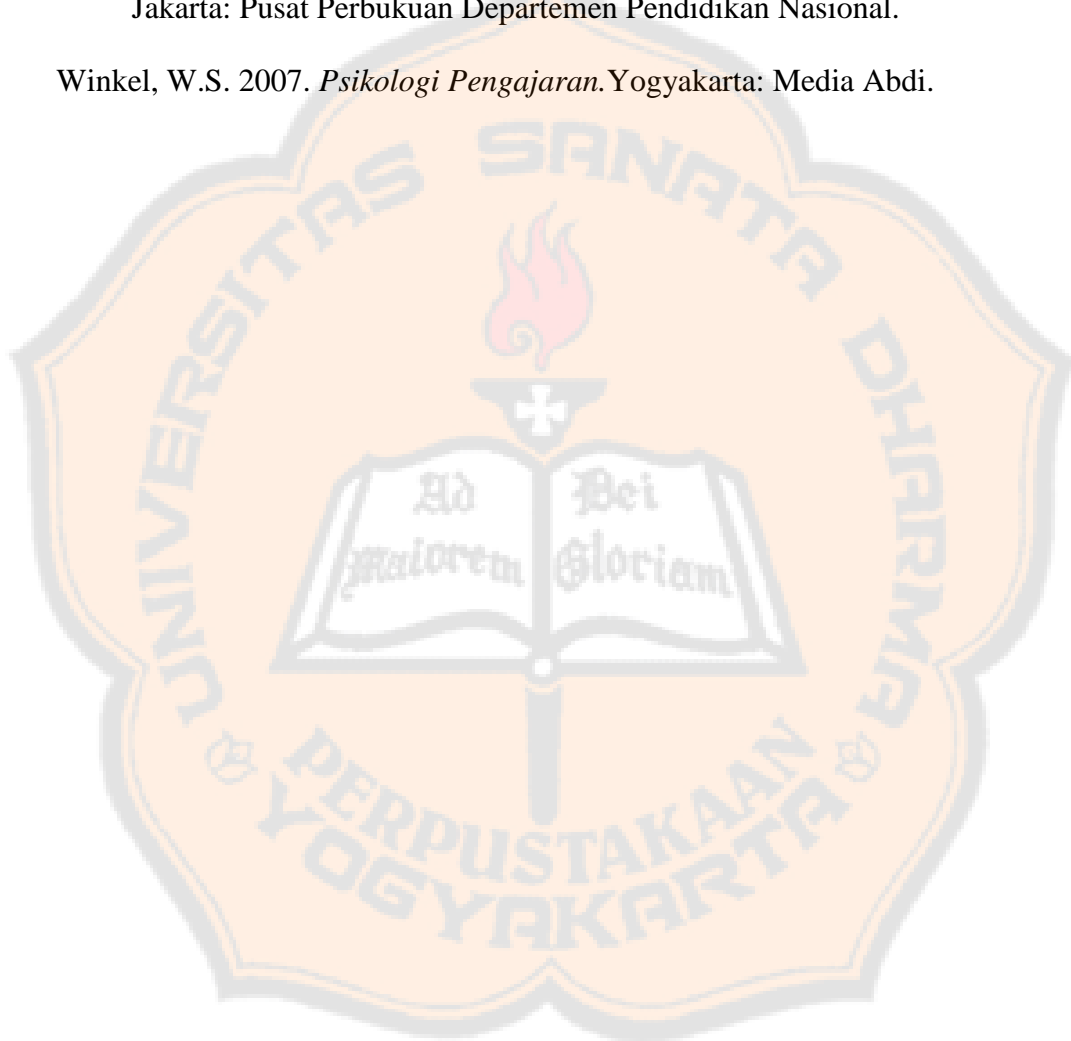 Jakarta: Pusat Perbukuan Departemen Pendidikan Nasional.
Winkel, W.S. 2007. Psikologi Pengajaran.Yogyakarta: Media Abdi.
UNIVERSITAS SANATA DHARMA
Ad Dei
Maiorem Gloriam
PERPUSTAKAAN
YOGYAKARTA